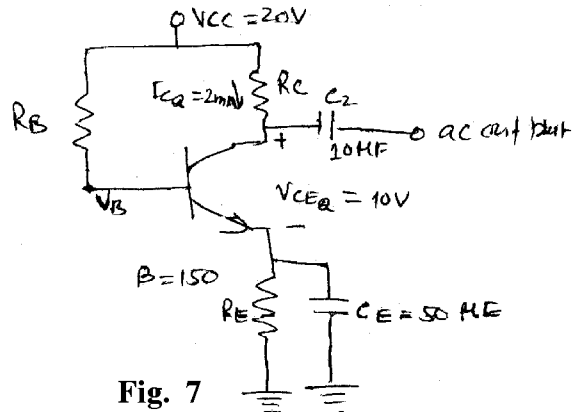 VCC = 20V
ICQ = 2mA
RC
C2
RB
+
10MF
ac output
VB
VCEQ = 10V
-
β = 150
RE
CE = 50 MF
Fig. 7